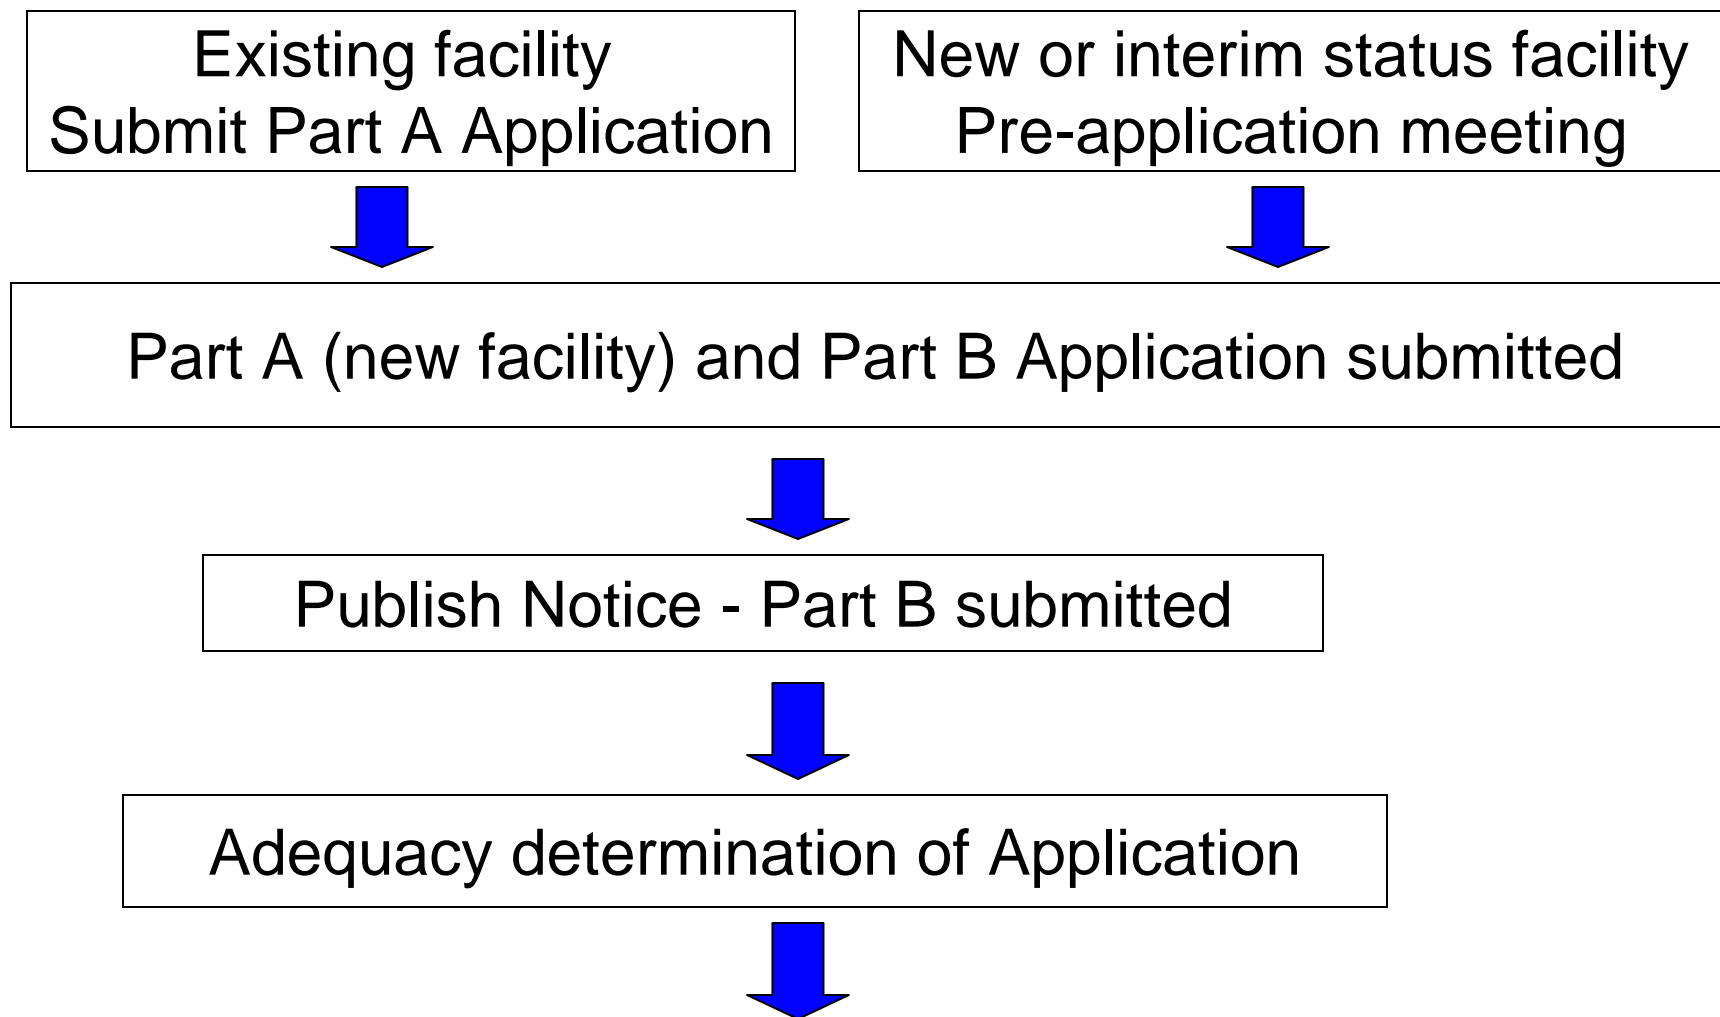 Existing facility
Submit Part A Application
New or interim status facility
Pre-application meeting
Part A (new facility) and Part B Application submitted
Publish Notice - Part B submitted
Adequacy determination of Application